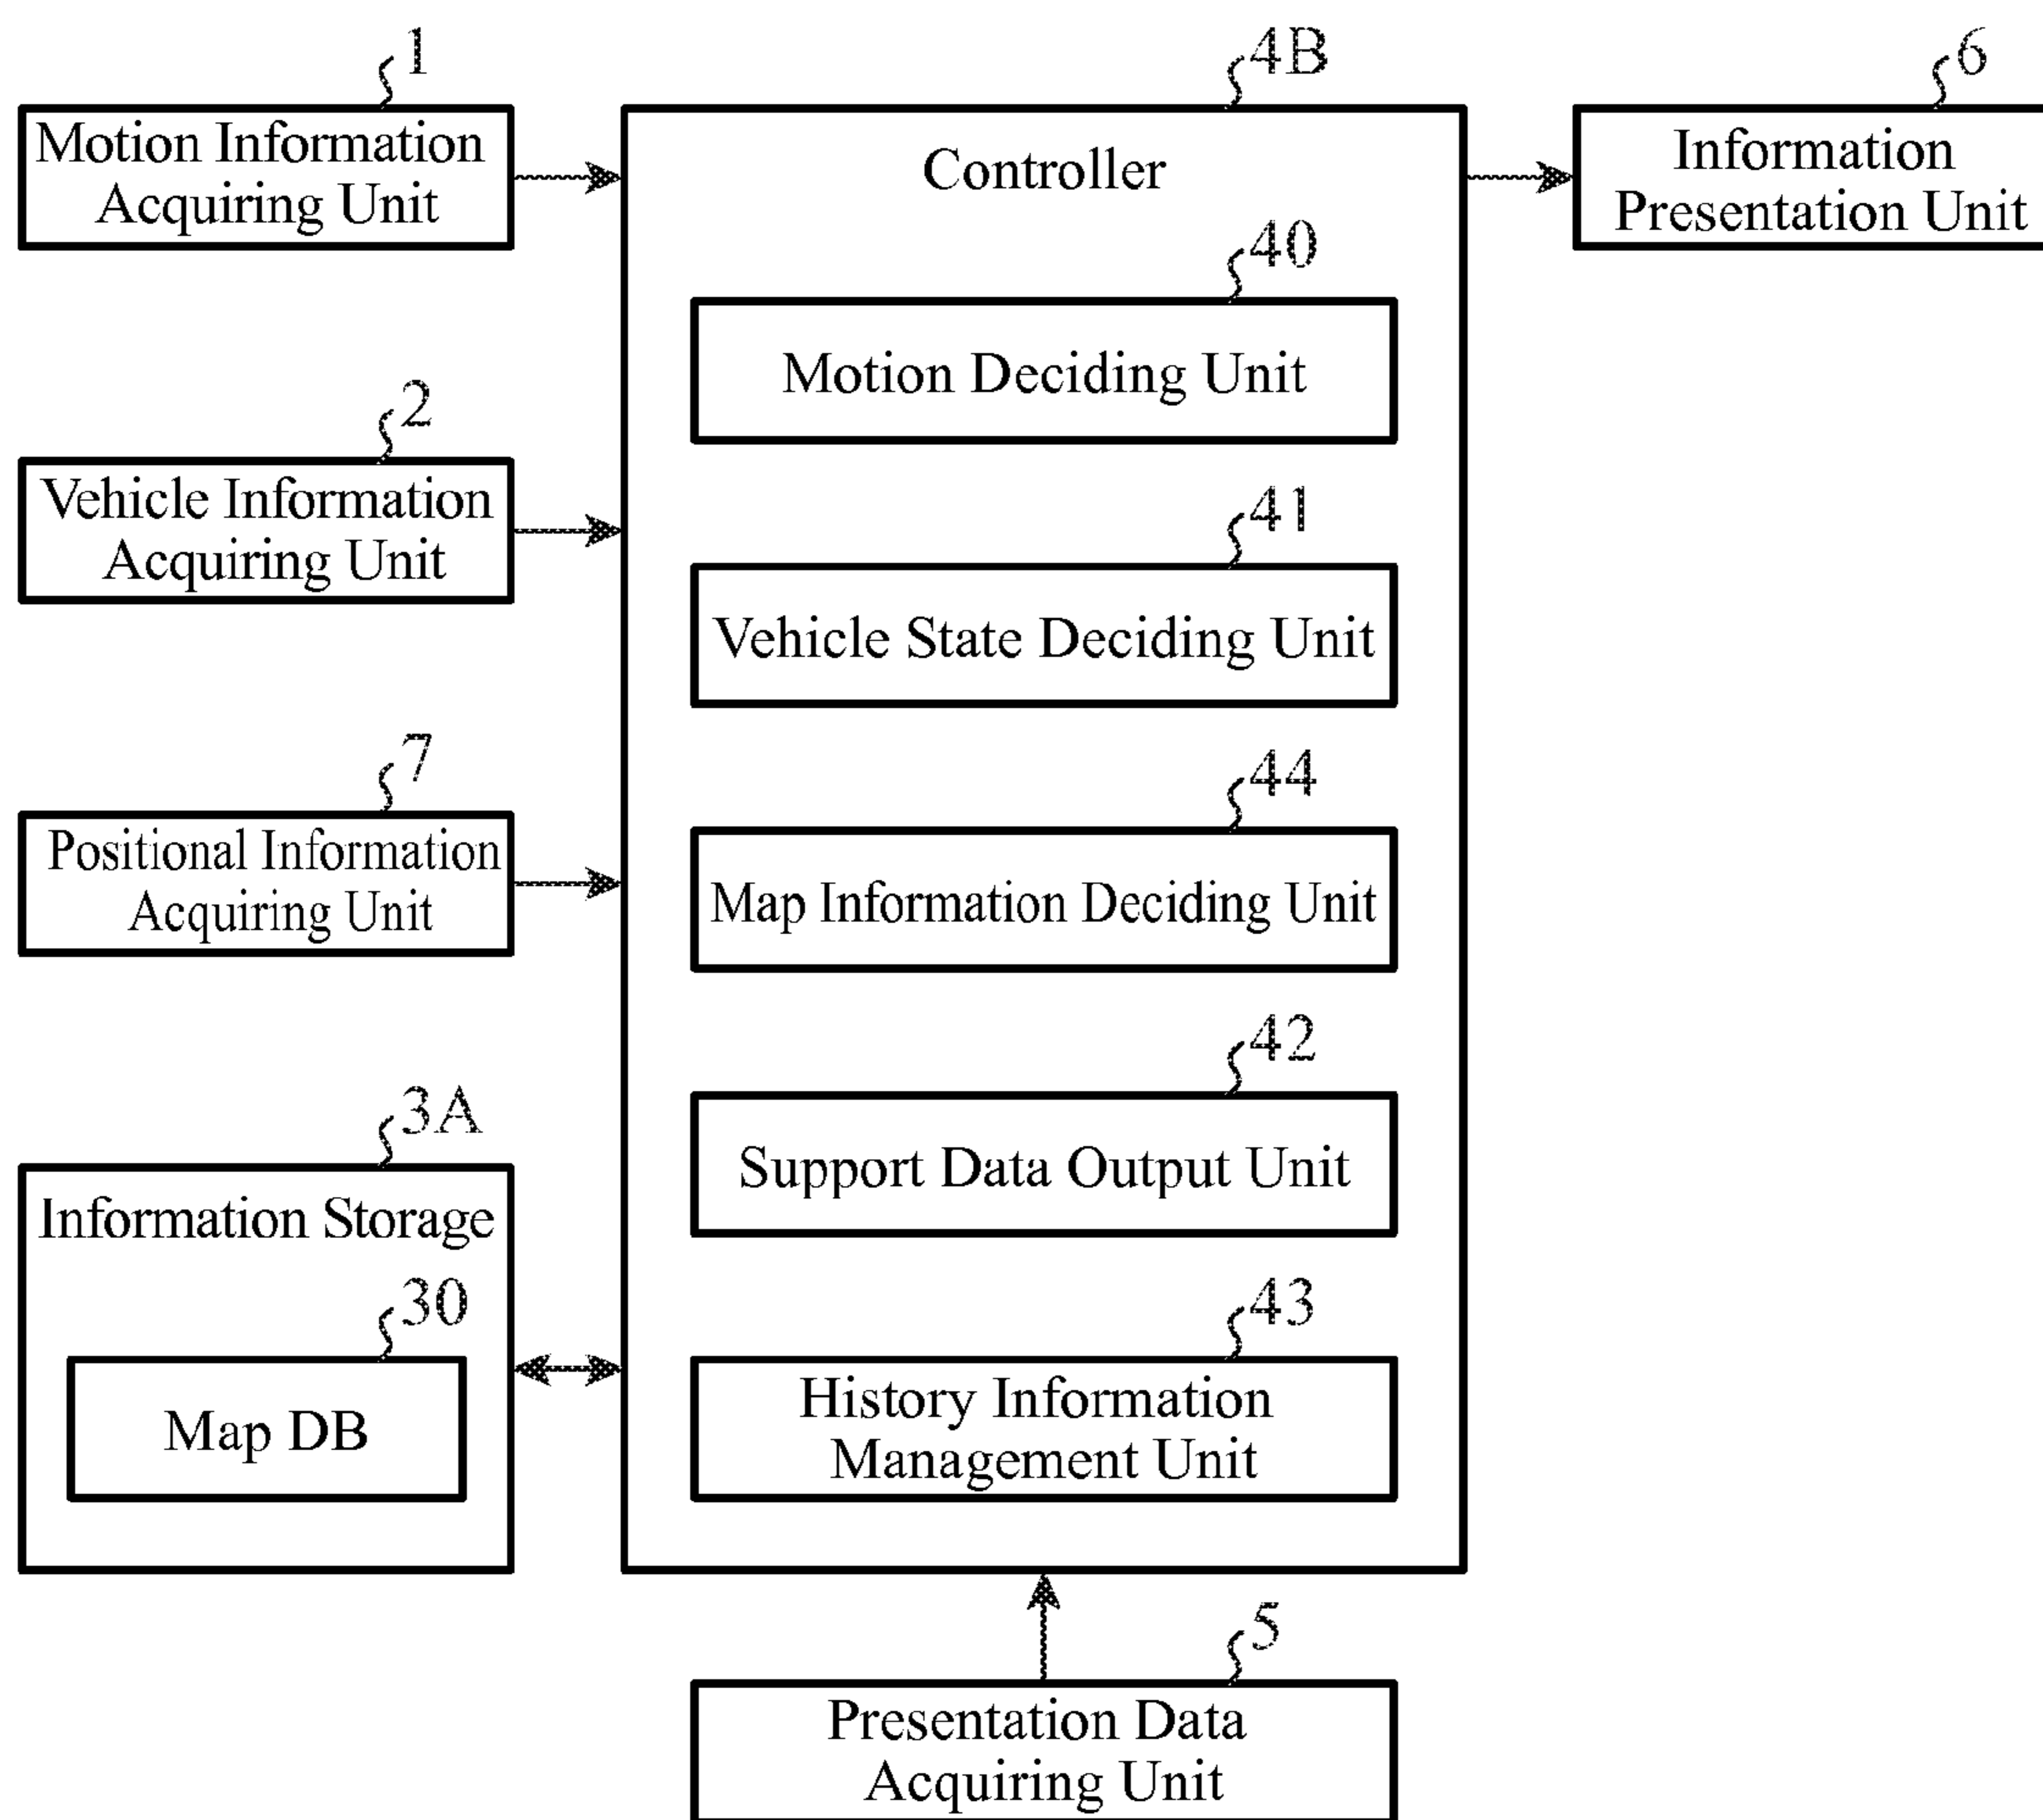 1
Motion Information
Acquiring Unit
2
Vehicle Information
Acquiring Unit
7
Positional Information
Acquiring Unit
3A
Information Storage
30
Map DB
4B
Controller
40
Motion Deciding Unit
41
Vehicle State Deciding Unit
44
Map Information Deciding Unit
42
Support Data Output Unit
43
History Information
Management Unit
5
Presentation Data
Acquiring Unit
6
Information
Presentation Unit